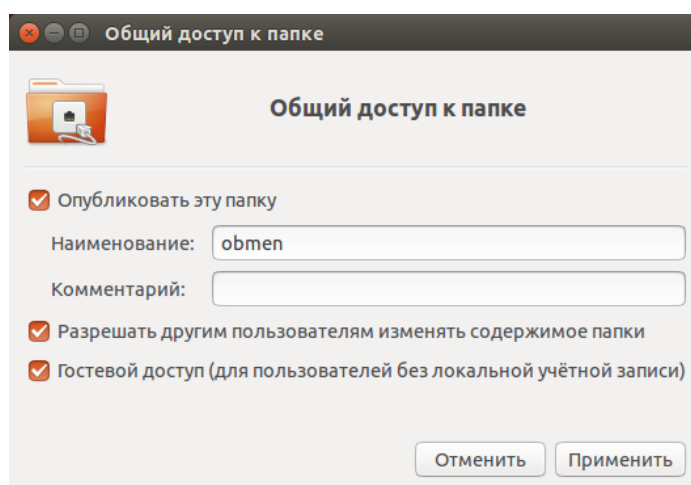 Общий доступ к папке
Общий доступ к папке
Опубликовать эту папку
Наименование: obmen
Комментарий:
Разрешать другим пользователям изменять содержимое папки
Гостевой доступ (для пользователей без локальной учётной записи)
Отменить Применить